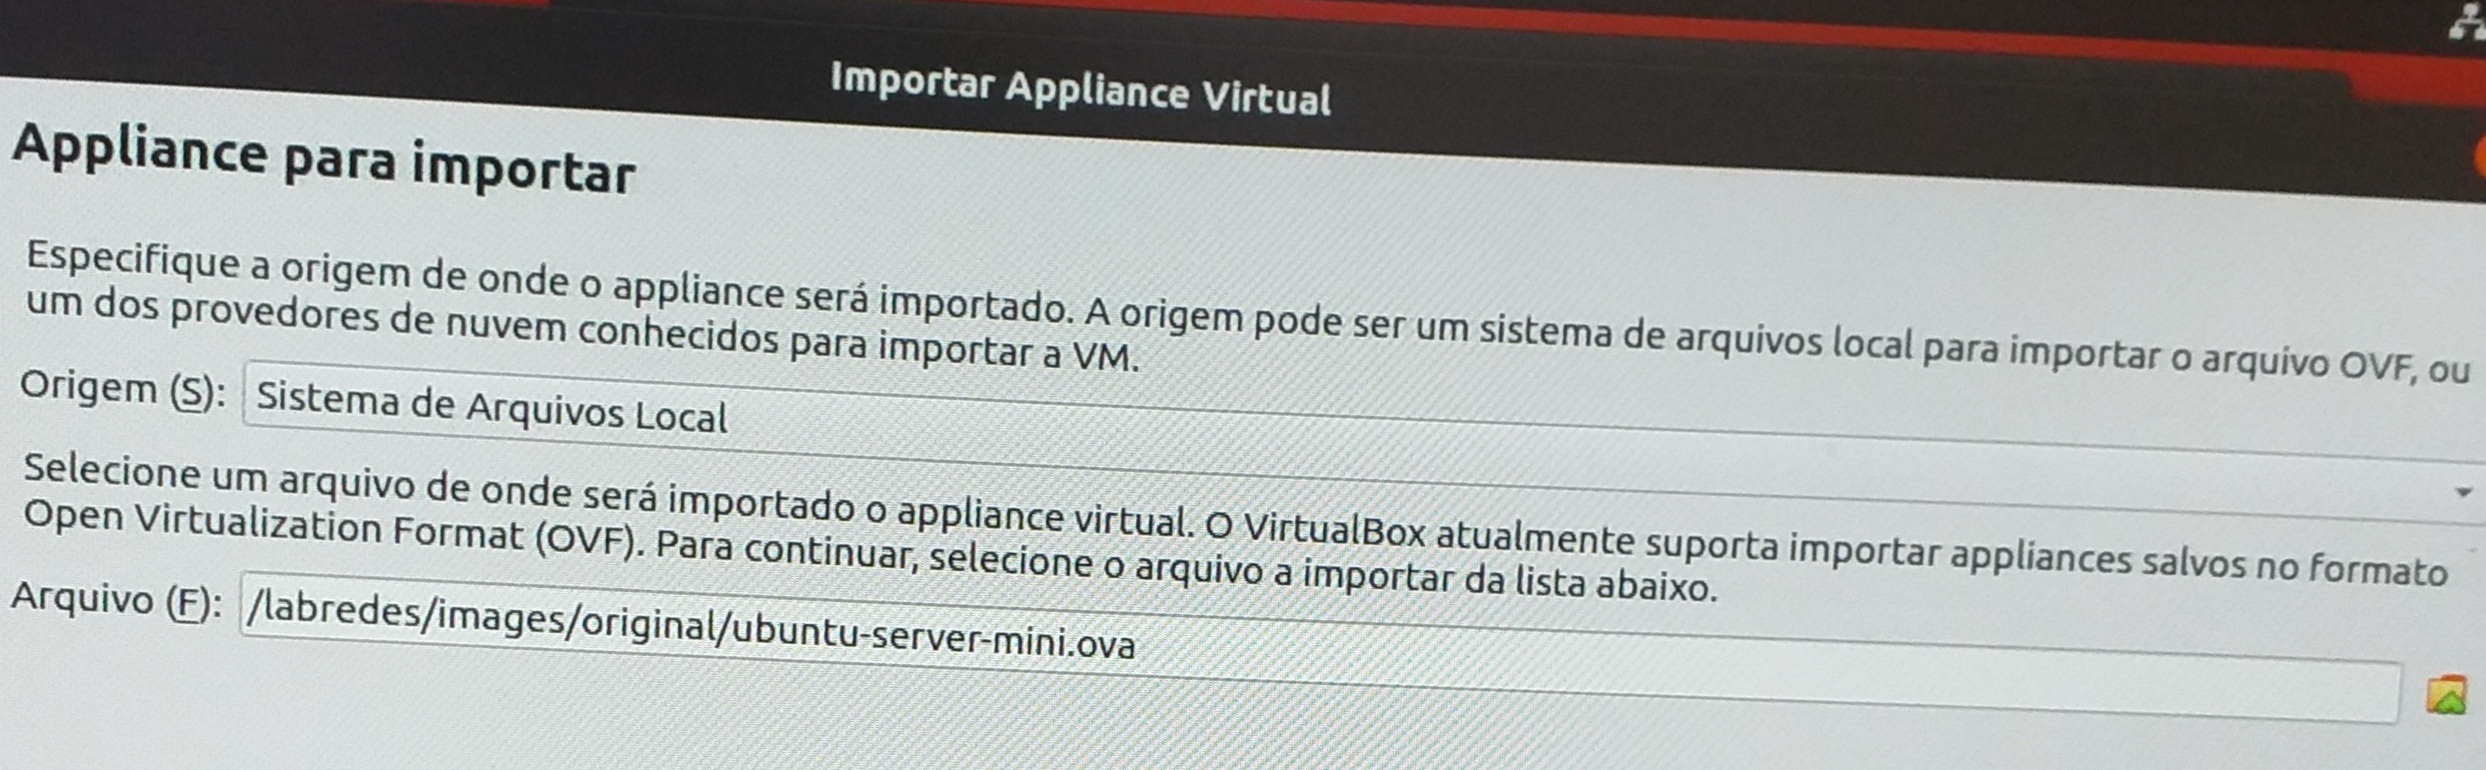 Importar Appliance Virtual
Appliance para importar
Especifique a origem de onde o appliance será importado. A origem pode ser um sistema de arquivos local para importar o arquivo OVF, ou
um dos provedores de nuvem conhecidos para importar a VM.
Origem (S): Sistema de Arquivos Local
Selecione um arquivo de onde será importado o appliance virtual. O VirtualBox atualmente suporta importar appliances salvos no formato
Open Virtualization Format (OVF). Para continuar, selecione o arquivo a importar da lista abaixo.
Arquivo (F): /labredes/images/original/ubuntu-server-mini.ova